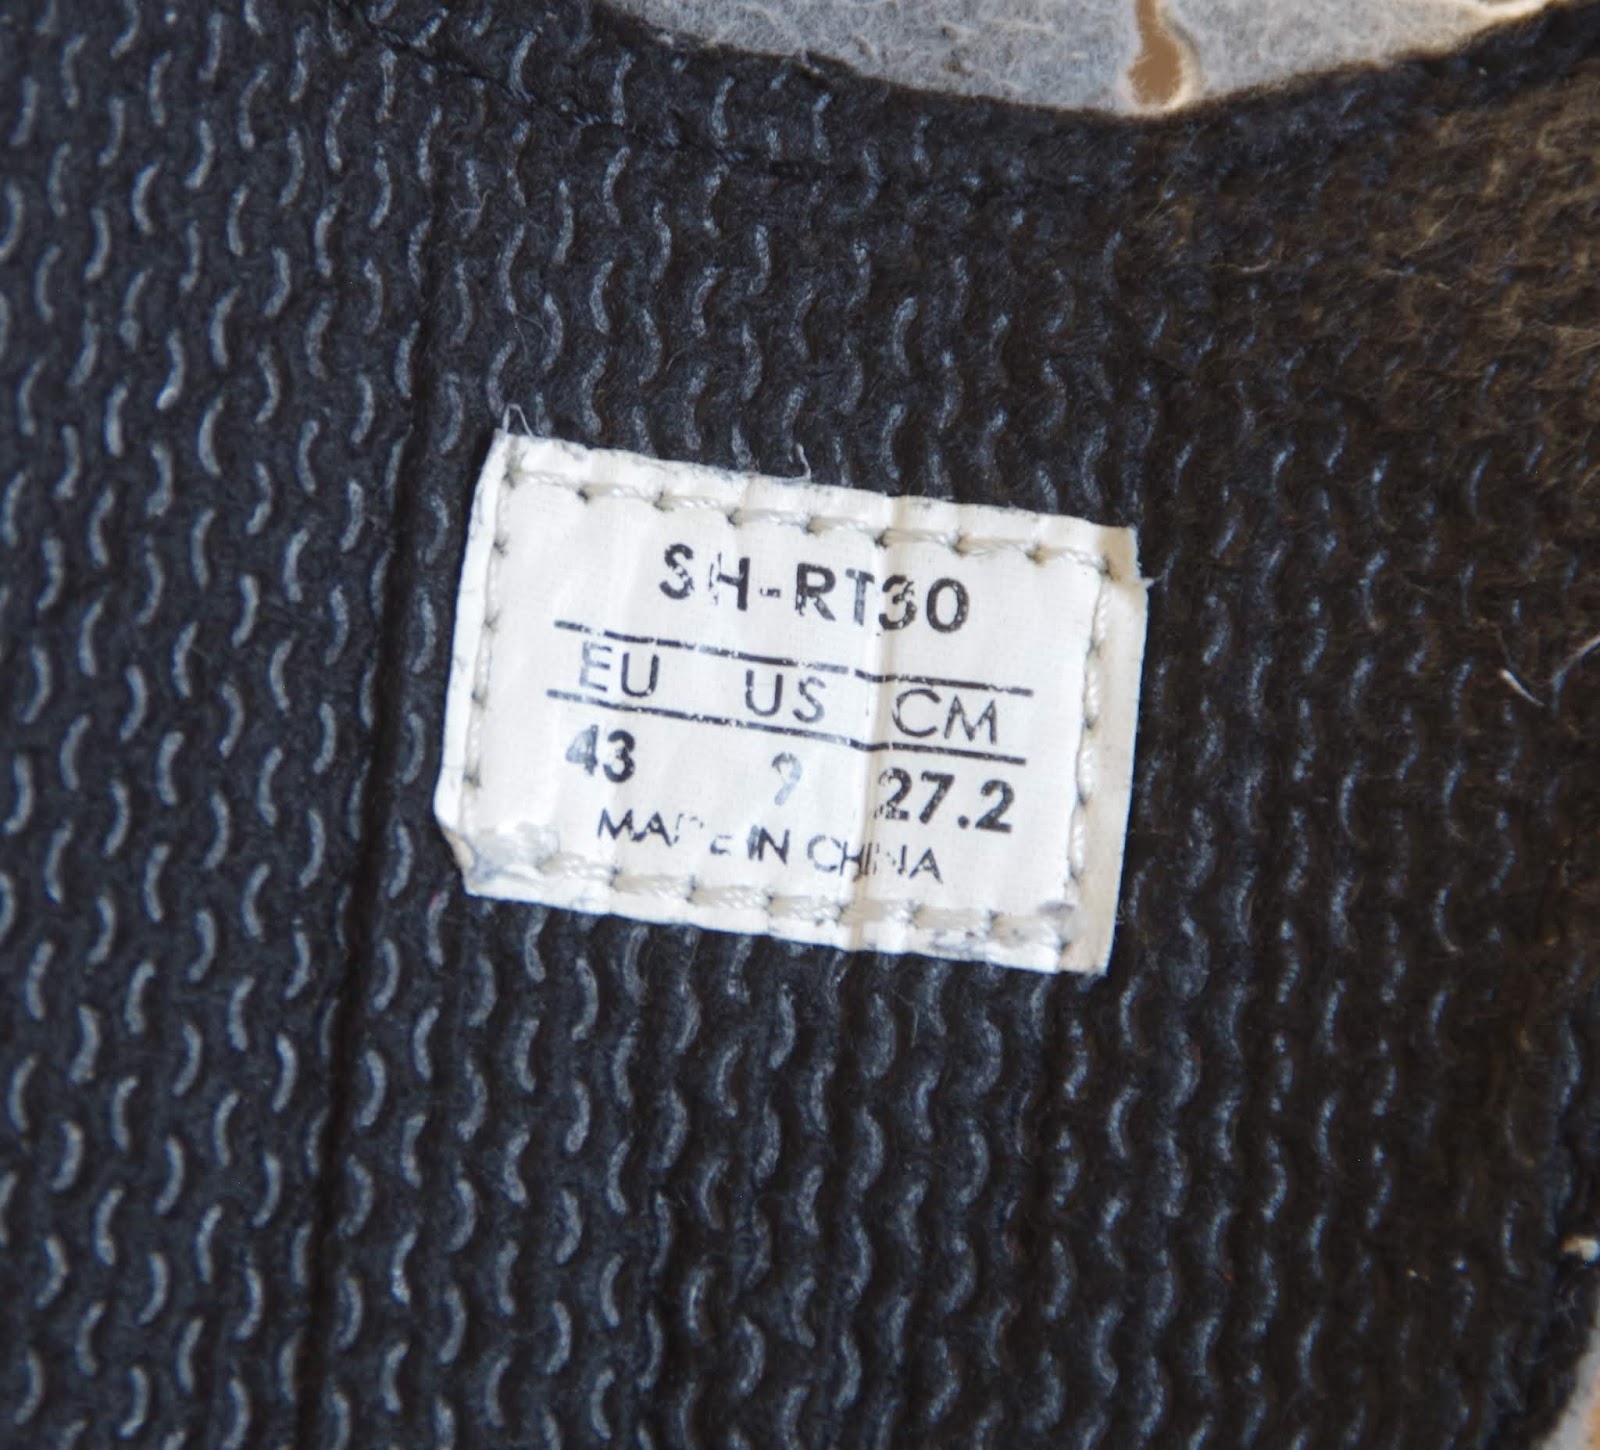 SH-RT30
EU US CM
43 9 27.2
MADE IN CHINA